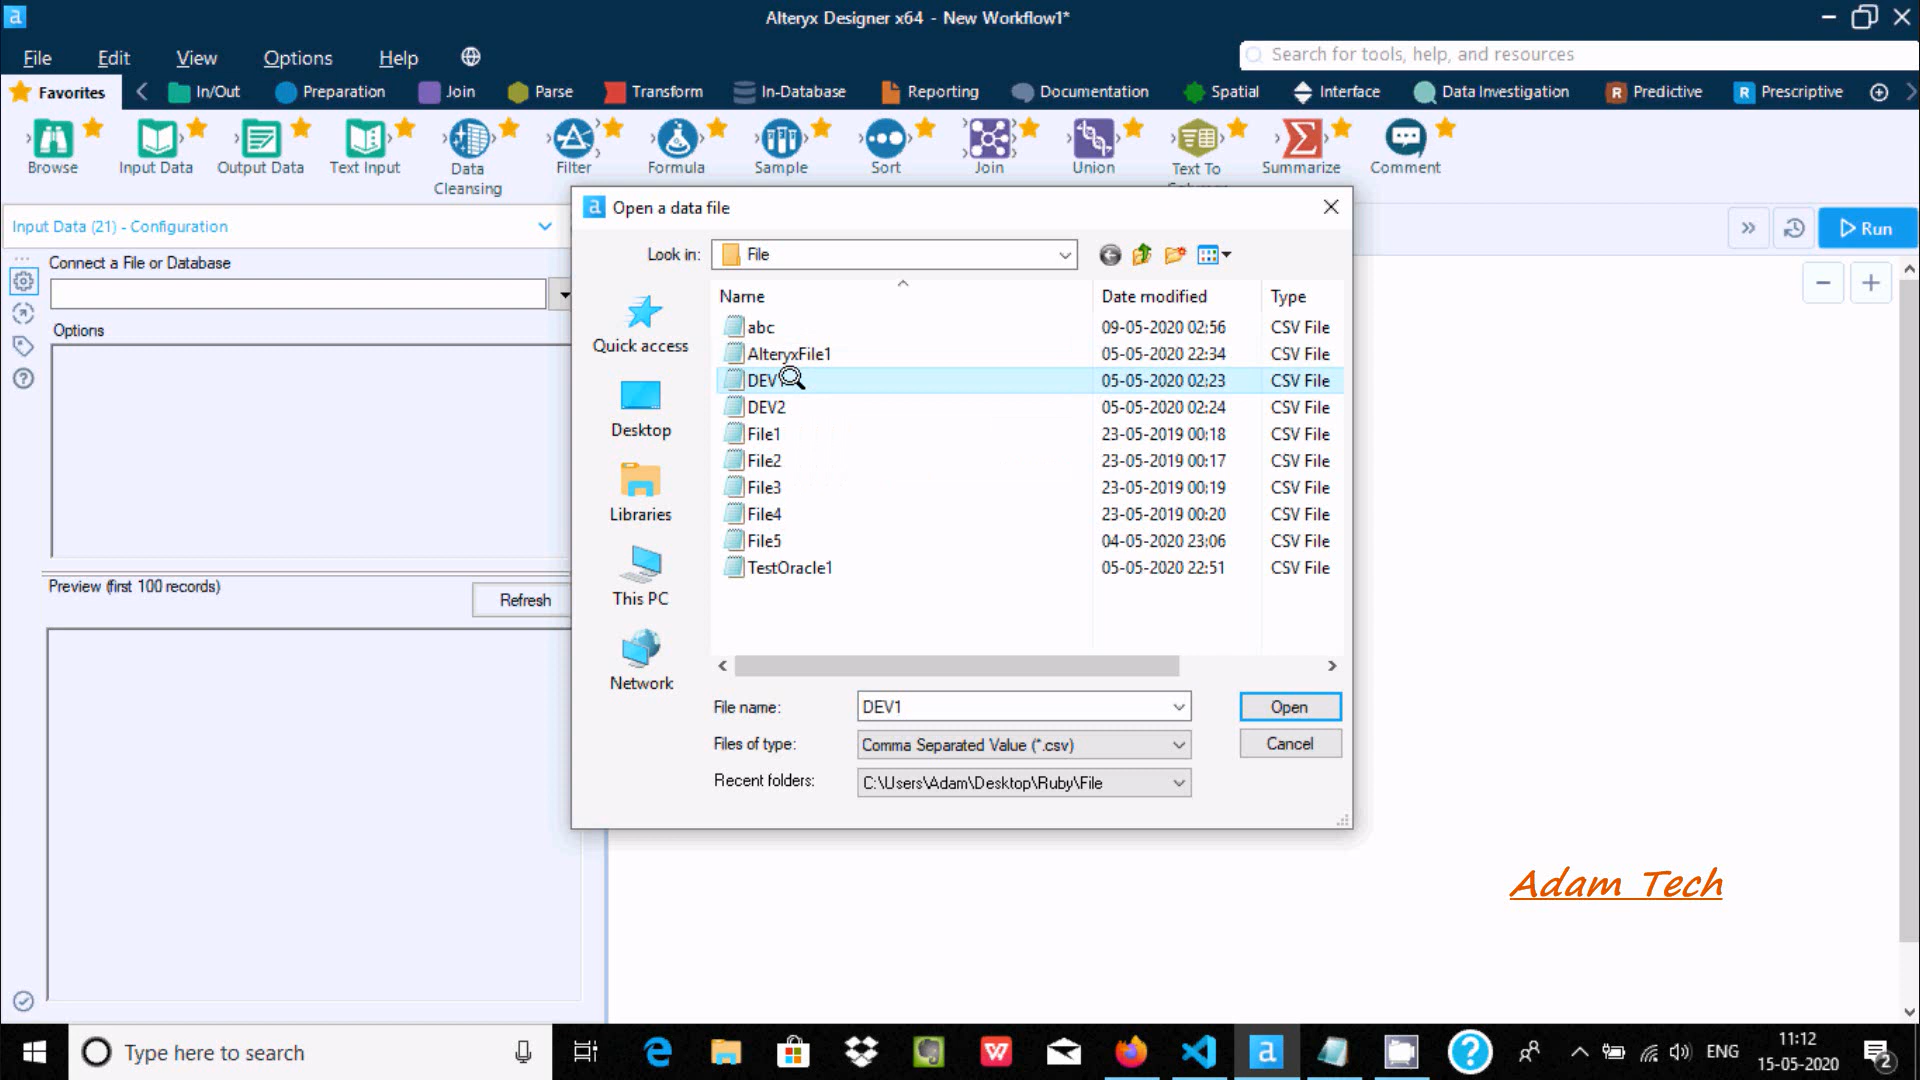 Alteryx Designer x64 - New Workflow1*
File Edit View Options Help
Search for tools, help, and resources
Favorites In/Out Preparation Join Parse Transform In-Database Reporting Documentation Spatial Interface Data Investigation Predictive Prescriptive
Browse Input Data Output Data Text Input Data Cleansing Filter Formula Sample Sort Join Union Text To Summarize Comment
Input Data (21) - Configuration
Run
Connect a File or Database
Options
Preview (first 100 records)
Refresh
Open a data file
Look in: File
Quick access
Desktop
Libraries
This PC
Network
Name Date modified Type
abc 09-05-2020 02:56 CSV File
AlteryxFile1 05-05-2020 22:34 CSV File
DEV1 05-05-2020 02:23 CSV File
DEV2 05-05-2020 02:24 CSV File
File1 23-05-2019 00:18 CSV File
File2 23-05-2019 00:17 CSV File
File3 23-05-2019 00:19 CSV File
File4 23-05-2019 00:20 CSV File
File5 04-05-2020 23:06 CSV File
TestOracle1 05-05-2020 22:51 CSV File
File name: DEV1 Open
Files of type: Comma Separated Value (*.csv) Cancel
Recent folders: C:\Users\Adam\Desktop\Ruby\File
Adam Tech
Type here to search
ENG
11:12
15-05-2020
2